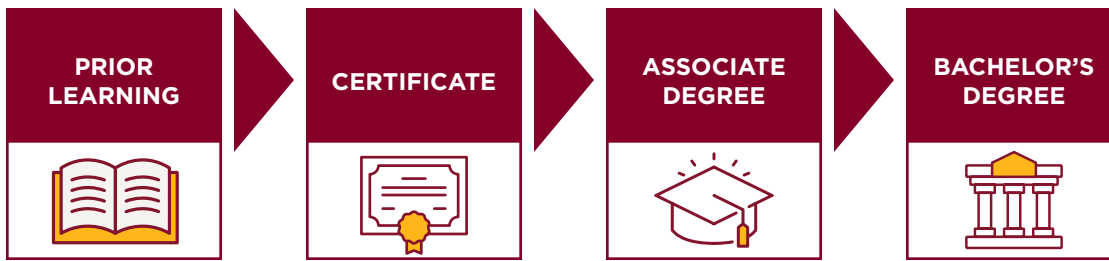 PRIOR
LEARNING
CERTIFICATE
ASSOCIATE
DEGREE
BACHELOR'S
DEGREE